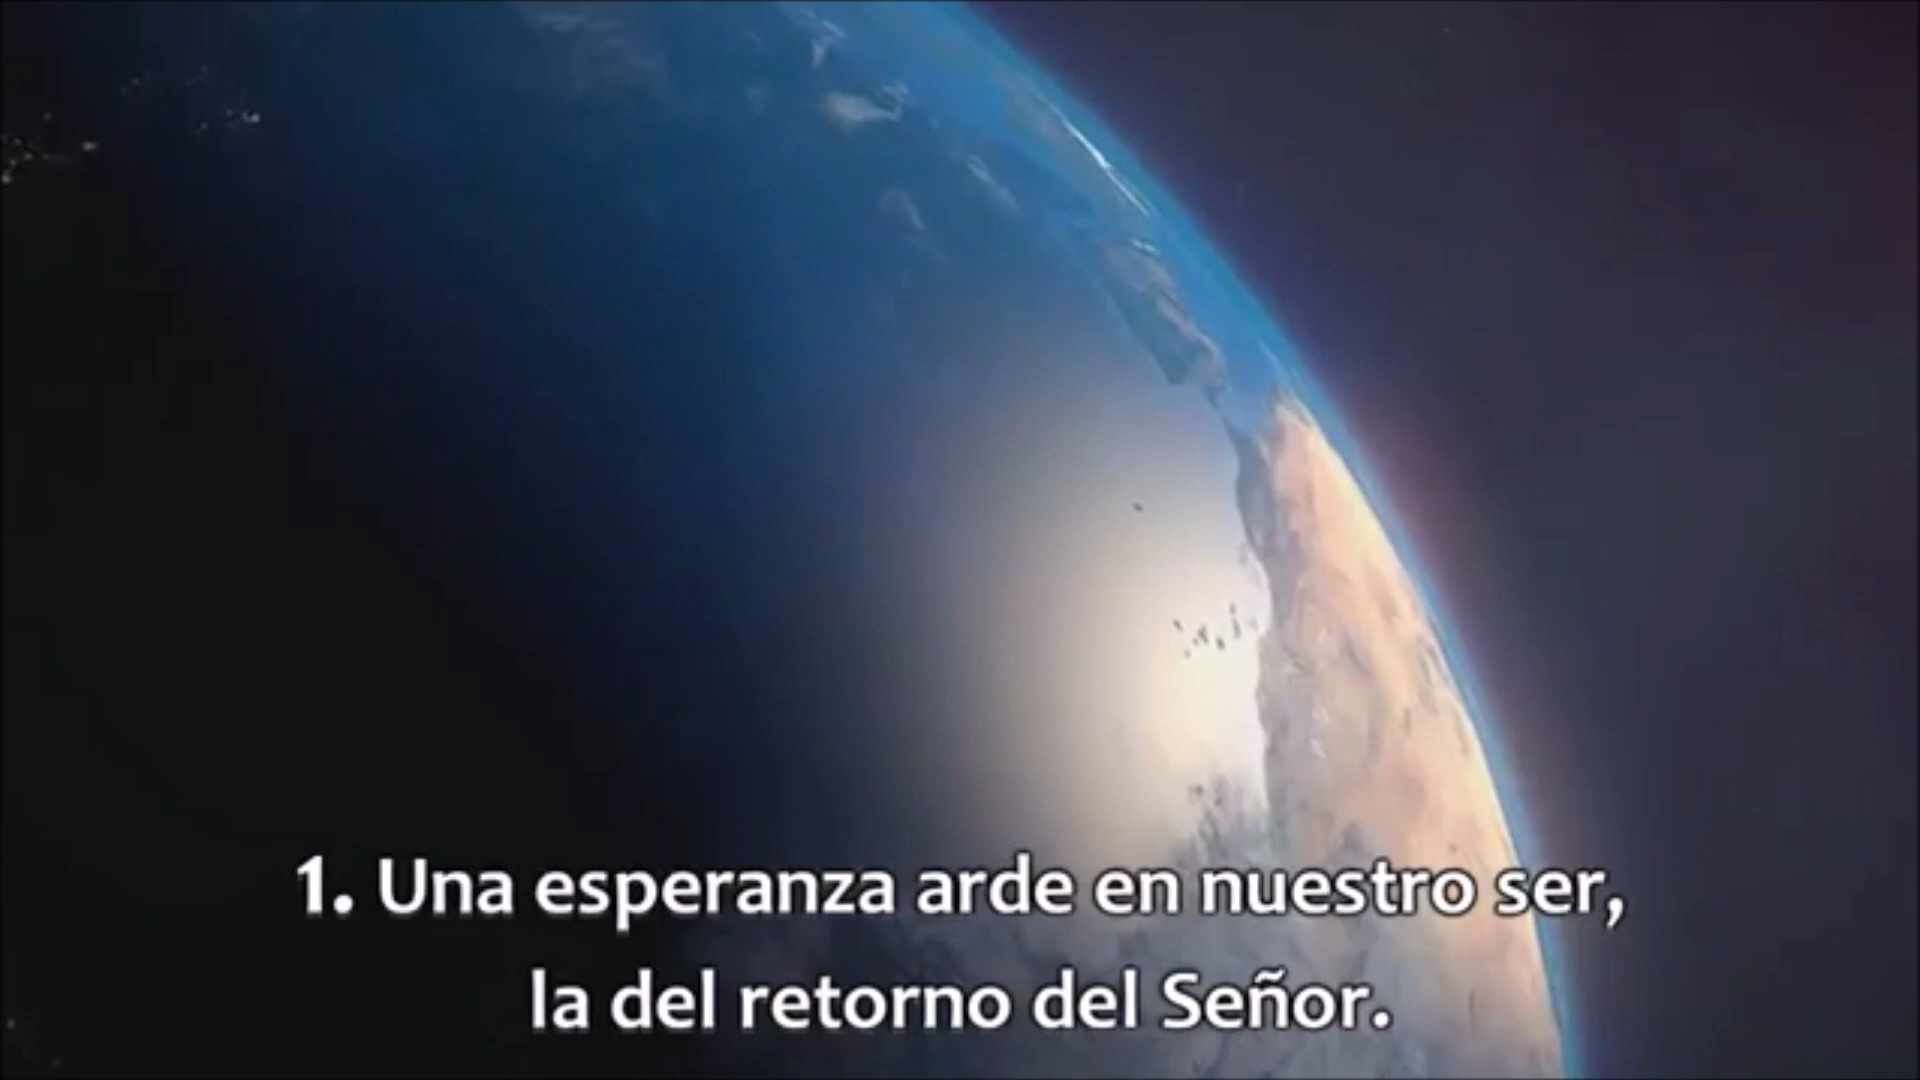 1. Una esperanza arde en nuestro ser,
la del retorno del Señor.